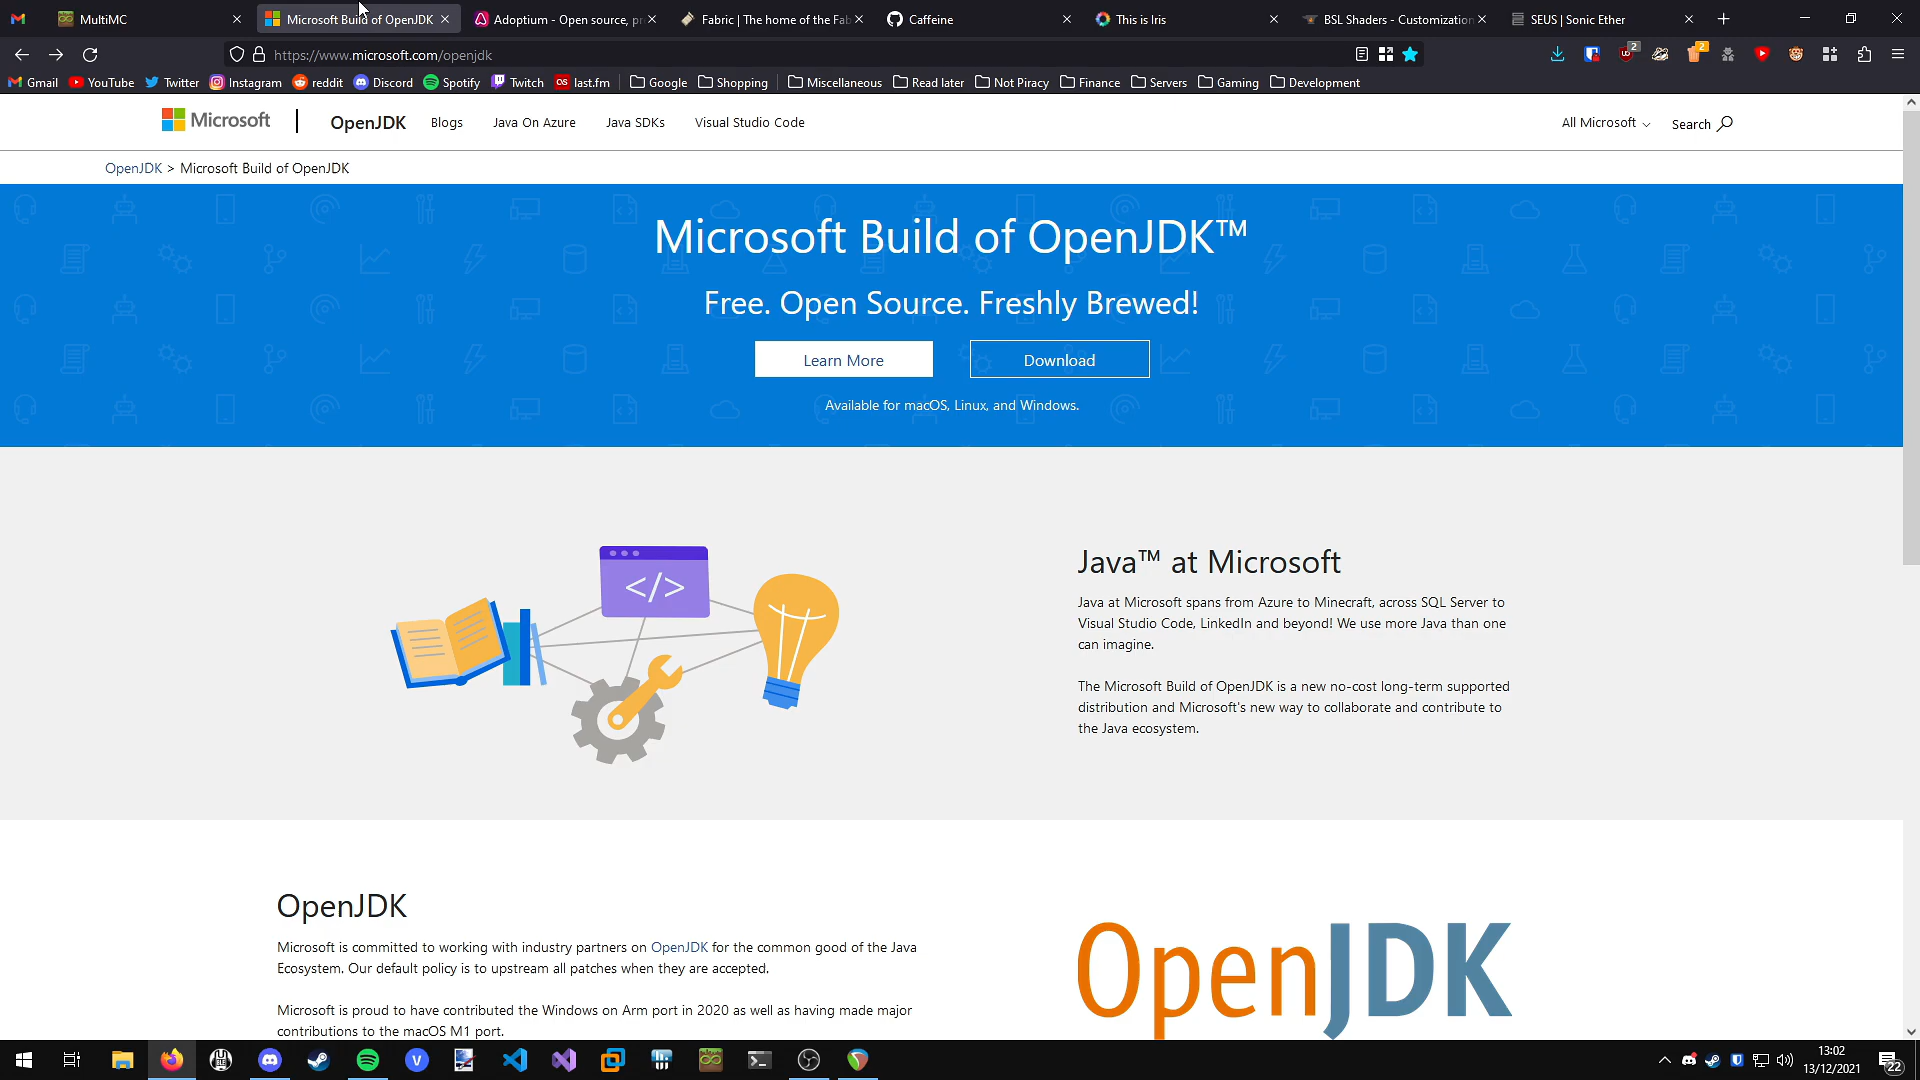 MultiMC
Microsoft Build of OpenJDK
Adoptium - Open source, pr
Fabric | The home of the Fab
Caffeine
This is Iris
BSL Shaders - Customization
SEUS | Sonic Ether
https://www.microsoft.com/openjdk
2
2
Gmail
YouTube
Twitter
Instagram
reddit
Discord
Spotify
Twitch
last.fm
Google
Shopping
Miscellaneous
Read later
Not Piracy
Finance
Servers
Gaming
Development
Microsoft
OpenJDK
Blogs
Java On Azure
Java SDKs
Visual Studio Code
All Microsoft
Search
OpenJDK > Microsoft Build of OpenJDK
Microsoft Build of OpenJDK™
Free. Open Source. Freshly Brewed!
Learn More
Download
Available for macOS, Linux, and Windows.
</>
Java™ at Microsoft
Java at Microsoft spans from Azure to Minecraft, across SQL Server to
Visual Studio Code, LinkedIn and beyond! We use more Java than one
can imagine.
The Microsoft Build of OpenJDK is a new no-cost long-term supported
distribution and Microsoft's new way to collaborate and contribute to
the Java ecosystem.
OpenJDK
Microsoft is committed to working with industry partners on OpenJDK for the common good of the Java
Ecosystem. Our default policy is to upstream all patches when they are accepted.
Microsoft is proud to have contributed the Windows on Arm port in 2020 as well as having made major
contributions to the macOS M1 port.
OpenJDK
13:02
13/12/2021
22